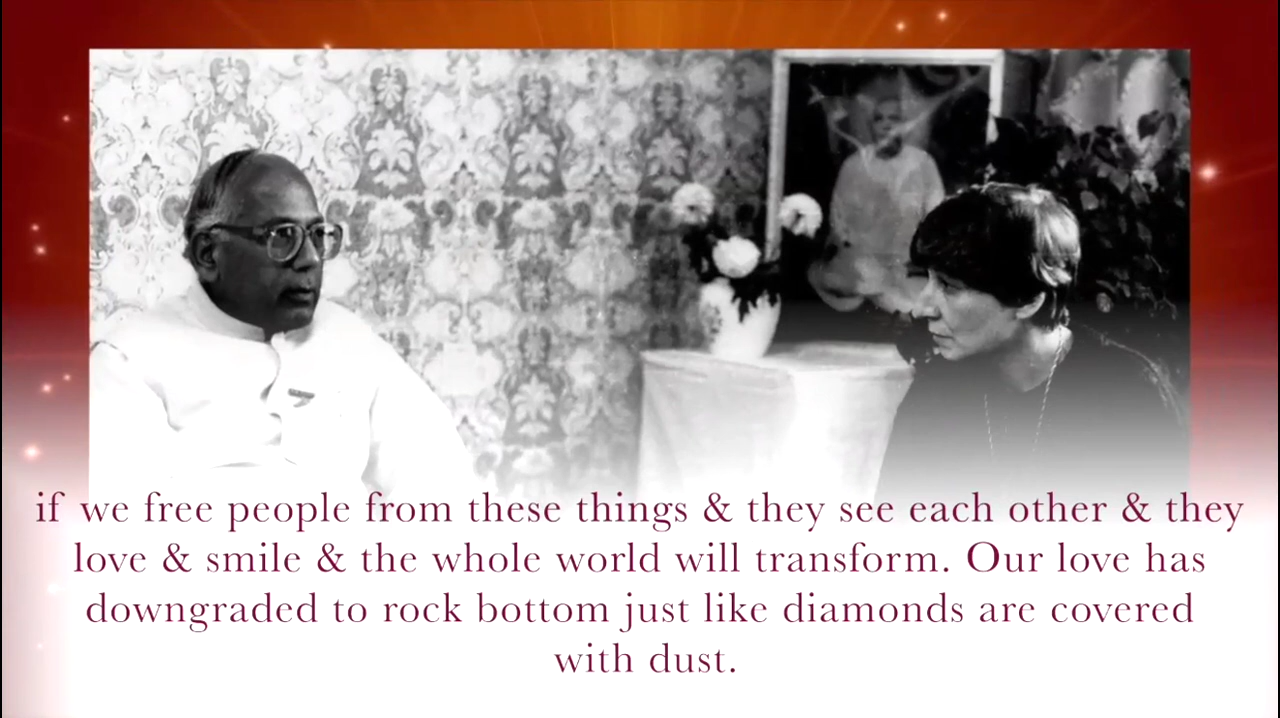 if we free people from these things & they see each other & they
love & smile & the whole world will transform. Our love has
downgraded to rock bottom just like diamonds are covered
with dust.